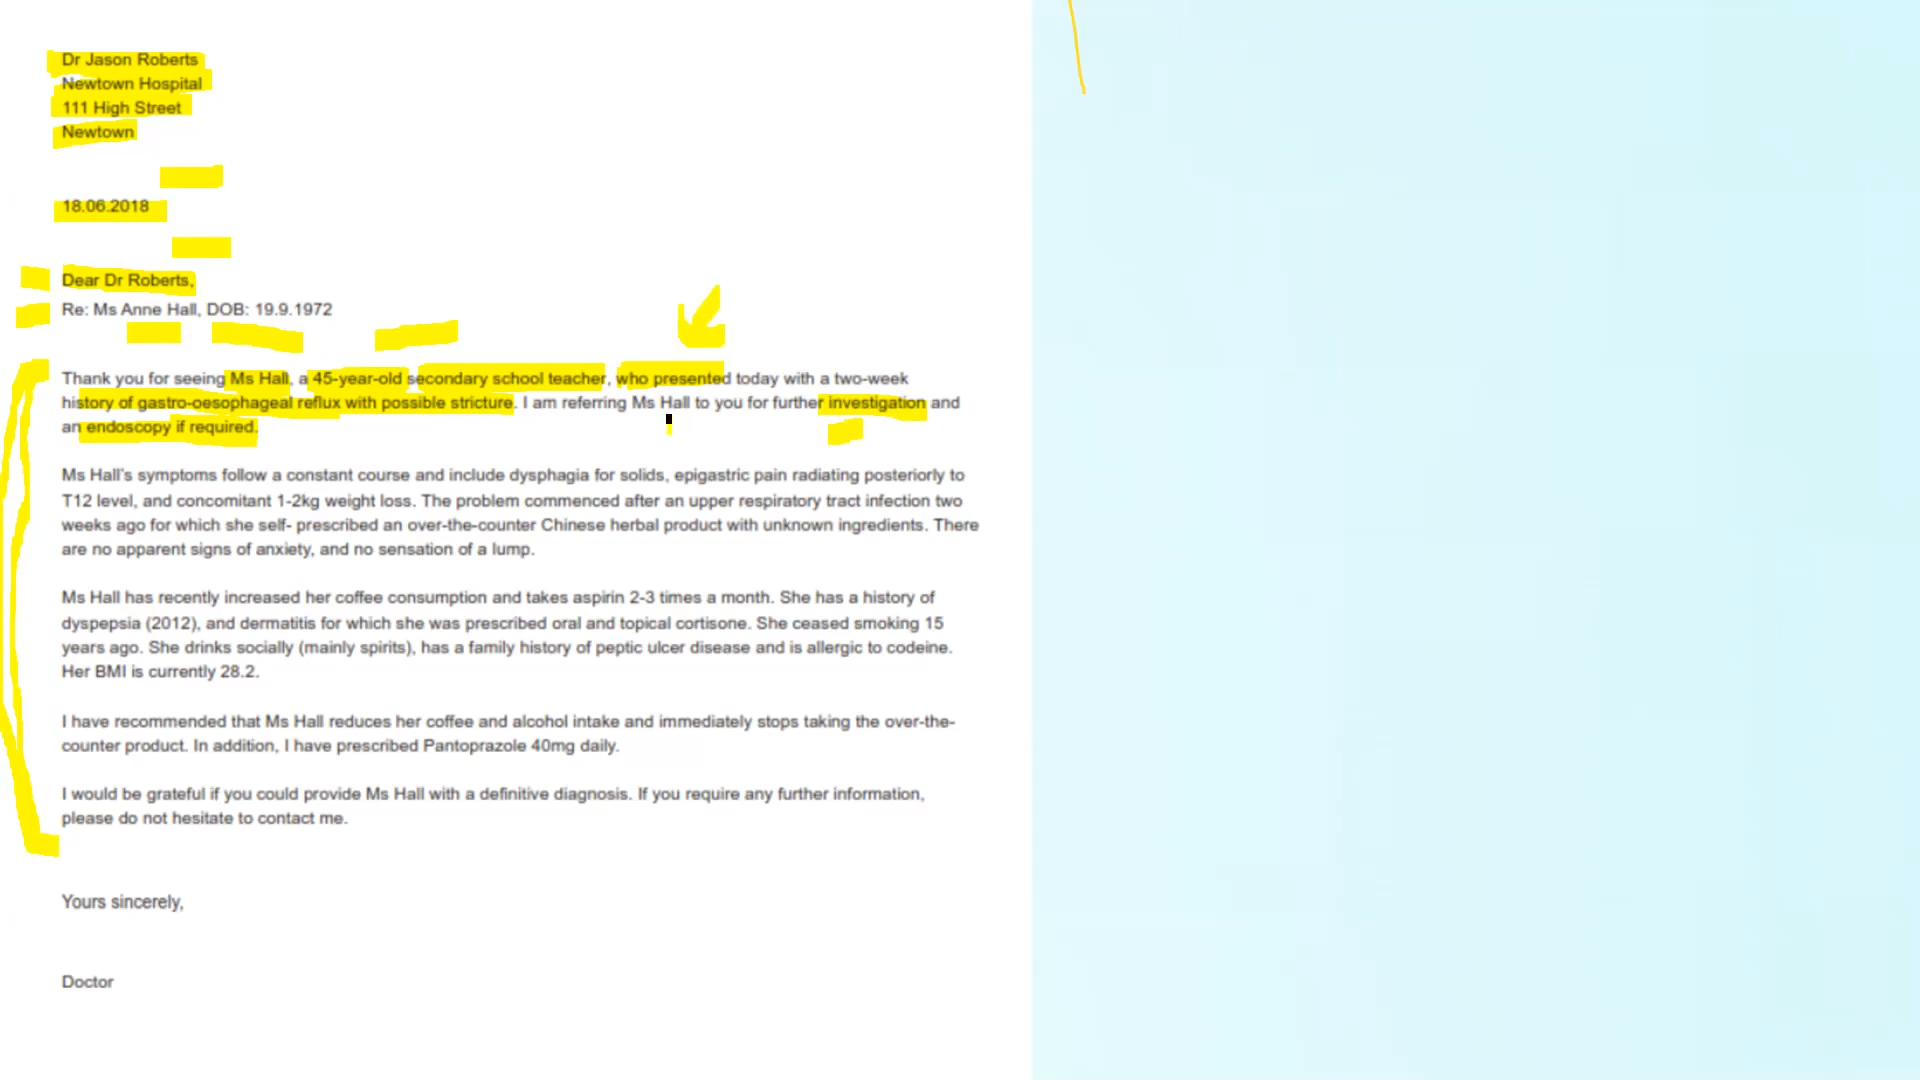 Dr Jason Roberts
Newtown Hospital
111 High Street
Newtown
18.06.2018
Dear Dr Roberts,
Re: Ms Anne Hall, DOB: 19.9.1972
Thank you for seeing Ms Hall, a 45-year-old secondary school teacher, who presented today with a two-week
history of gastro-oesophageal reflux with possible stricture. I am referring Ms Hall to you for further investigation and
an endoscopy if required.
Ms Hall's symptoms follow a constant course and include dysphagia for solids, epigastric pain radiating posteriorly to
T12 level, and concomitant 1-2kg weight loss. The problem commenced after an upper respiratory tract infection two
weeks ago for which she self- prescribed an over-the-counter Chinese herbal product with unknown ingredients. There
are no apparent signs of anxiety, and no sensation of a lump.
Ms Hall has recently increased her coffee consumption and takes aspirin 2-3 times a month. She has a history of
dyspepsia (2012), and dermatitis for which she was prescribed oral and topical cortisone. She ceased smoking 15
years ago. She drinks socially (mainly spirits), has a family history of peptic ulcer disease and is allergic to codeine.
Her BMI is currently 28.2.
I have recommended that Ms Hall reduces her coffee and alcohol intake and immediately stops taking the over-the-
counter product. In addition, I have prescribed Pantoprazole 40mg daily.
I would be grateful if you could provide Ms Hall with a definitive diagnosis. If you require any further information,
please do not hesitate to contact me.
Yours sincerely,
Doctor